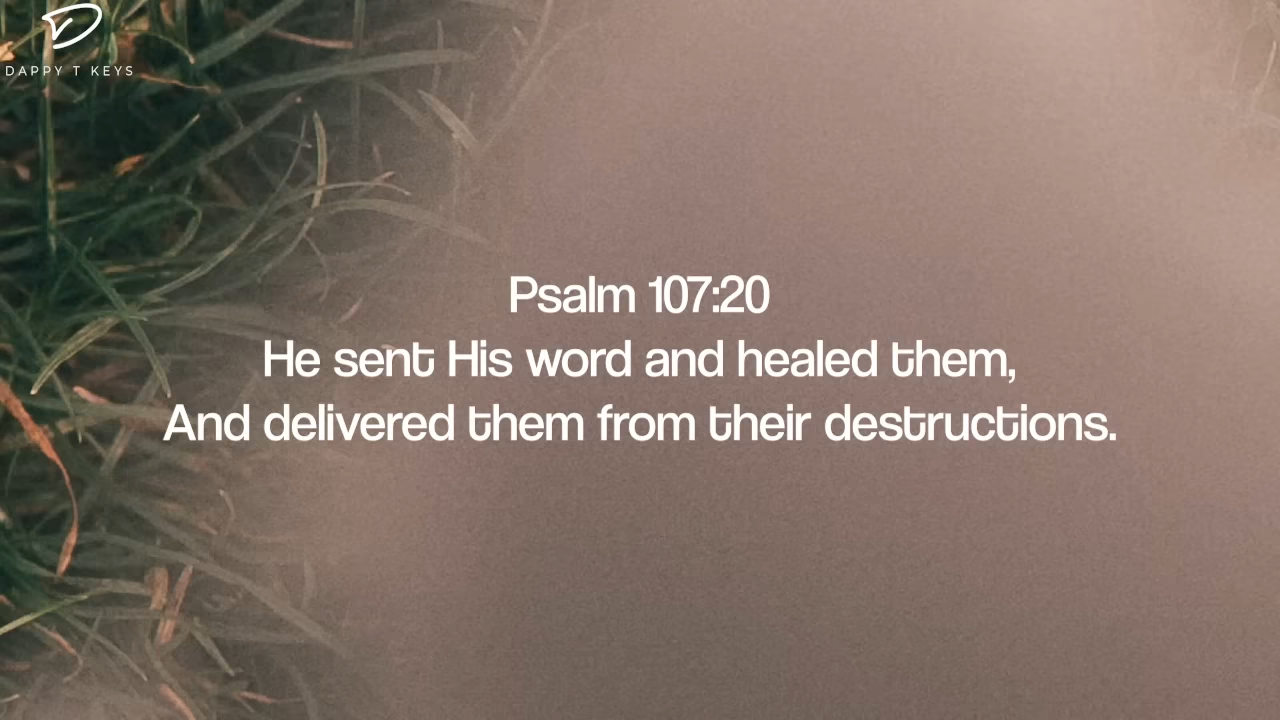 DAPPY T KEYS
Psalm 107:20
He sent His word and healed them,
And delivered them from their destructions.